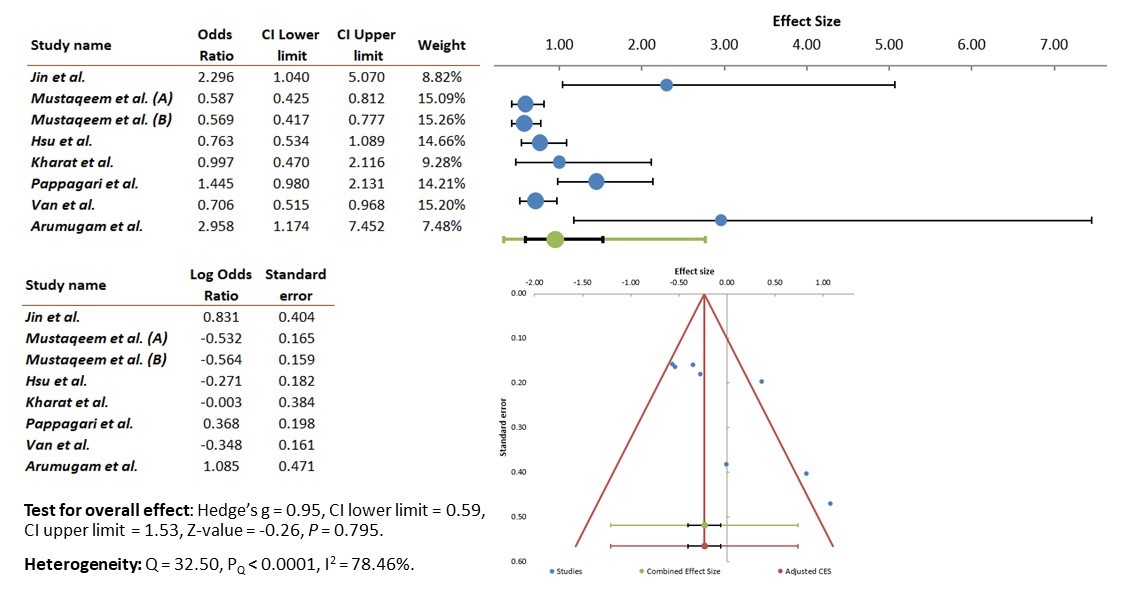 Study name Odds Ratio CI Lower limit CI Upper limit Weight
Jin et al. 2.296 1.040 5.070 8.82%
Mustaqeem et al. (A) 0.587 0.425 0.812 15.09%
Mustaqeem et al. (B) 0.569 0.417 0.777 15.26%
Hsu et al. 0.763 0.534 1.089 14.66%
Kharat et al. 0.997 0.470 2.116 9.28%
Pappagari et al. 1.445 0.980 2.131 14.21%
Van et al. 0.706 0.515 0.968 15.20%
Arumugam et al. 2.958 1.174 7.452 7.48%
Effect Size
1.00 2.00 3.00 4.00 5.00 6.00 7.00
Study name Log Odds Ratio Standard error
Jin et al. 0.831 0.404
Mustaqeem et al. (A) -0.532 0.165
Mustaqeem et al. (B) -0.564 0.159
Hsu et al. -0.271 0.182
Kharat et al. -0.003 0.384
Pappagari et al. 0.368 0.198
Van et al. -0.348 0.161
Arumugam et al. 1.085 0.471
Test for overall effect: Hedge's g = 0.95, CI lower limit = 0.59,
CI upper limit = 1.53, Z-value = -0.26, P = 0.795.
Heterogeneity: Q = 32.50, PQ < 0.0001, I2 = 78.46%.
Effect size
-2.00 -1.50 -1.00 -0.50 0.00 0.50 1.00
Standard error
0.00
0.10
0.20
0.30
0.40
0.50
0.60
Studies Combined Effect Size Adjusted CES